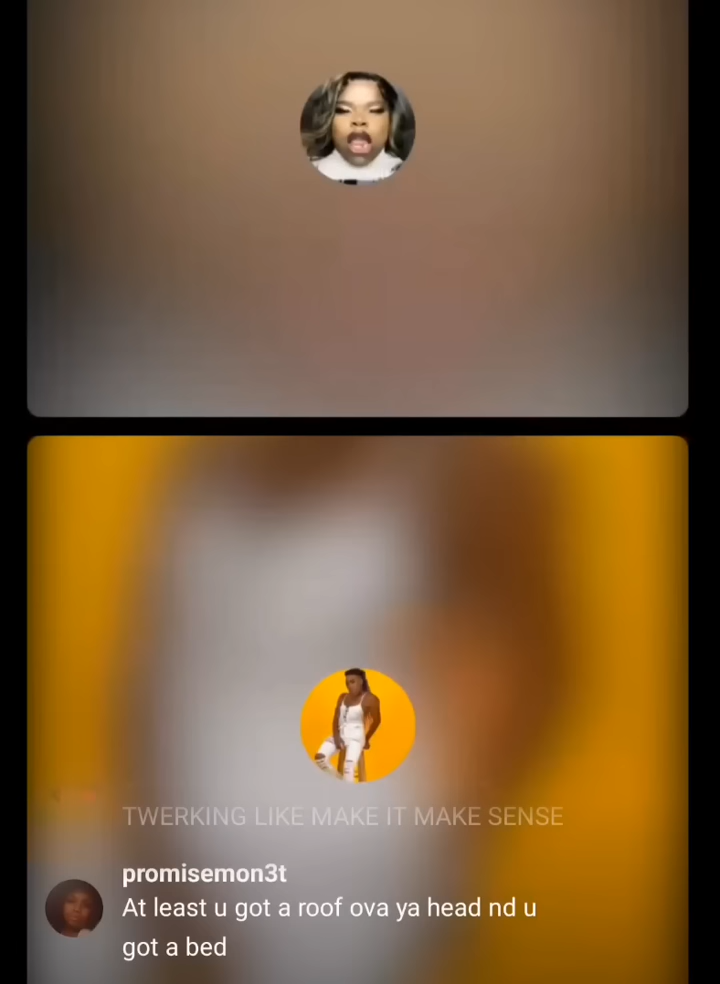 TWERKING LIKE MAKE IT MAKE SENSE
promisemon3t
At least u got a roof ova ya head nd u
got a bed